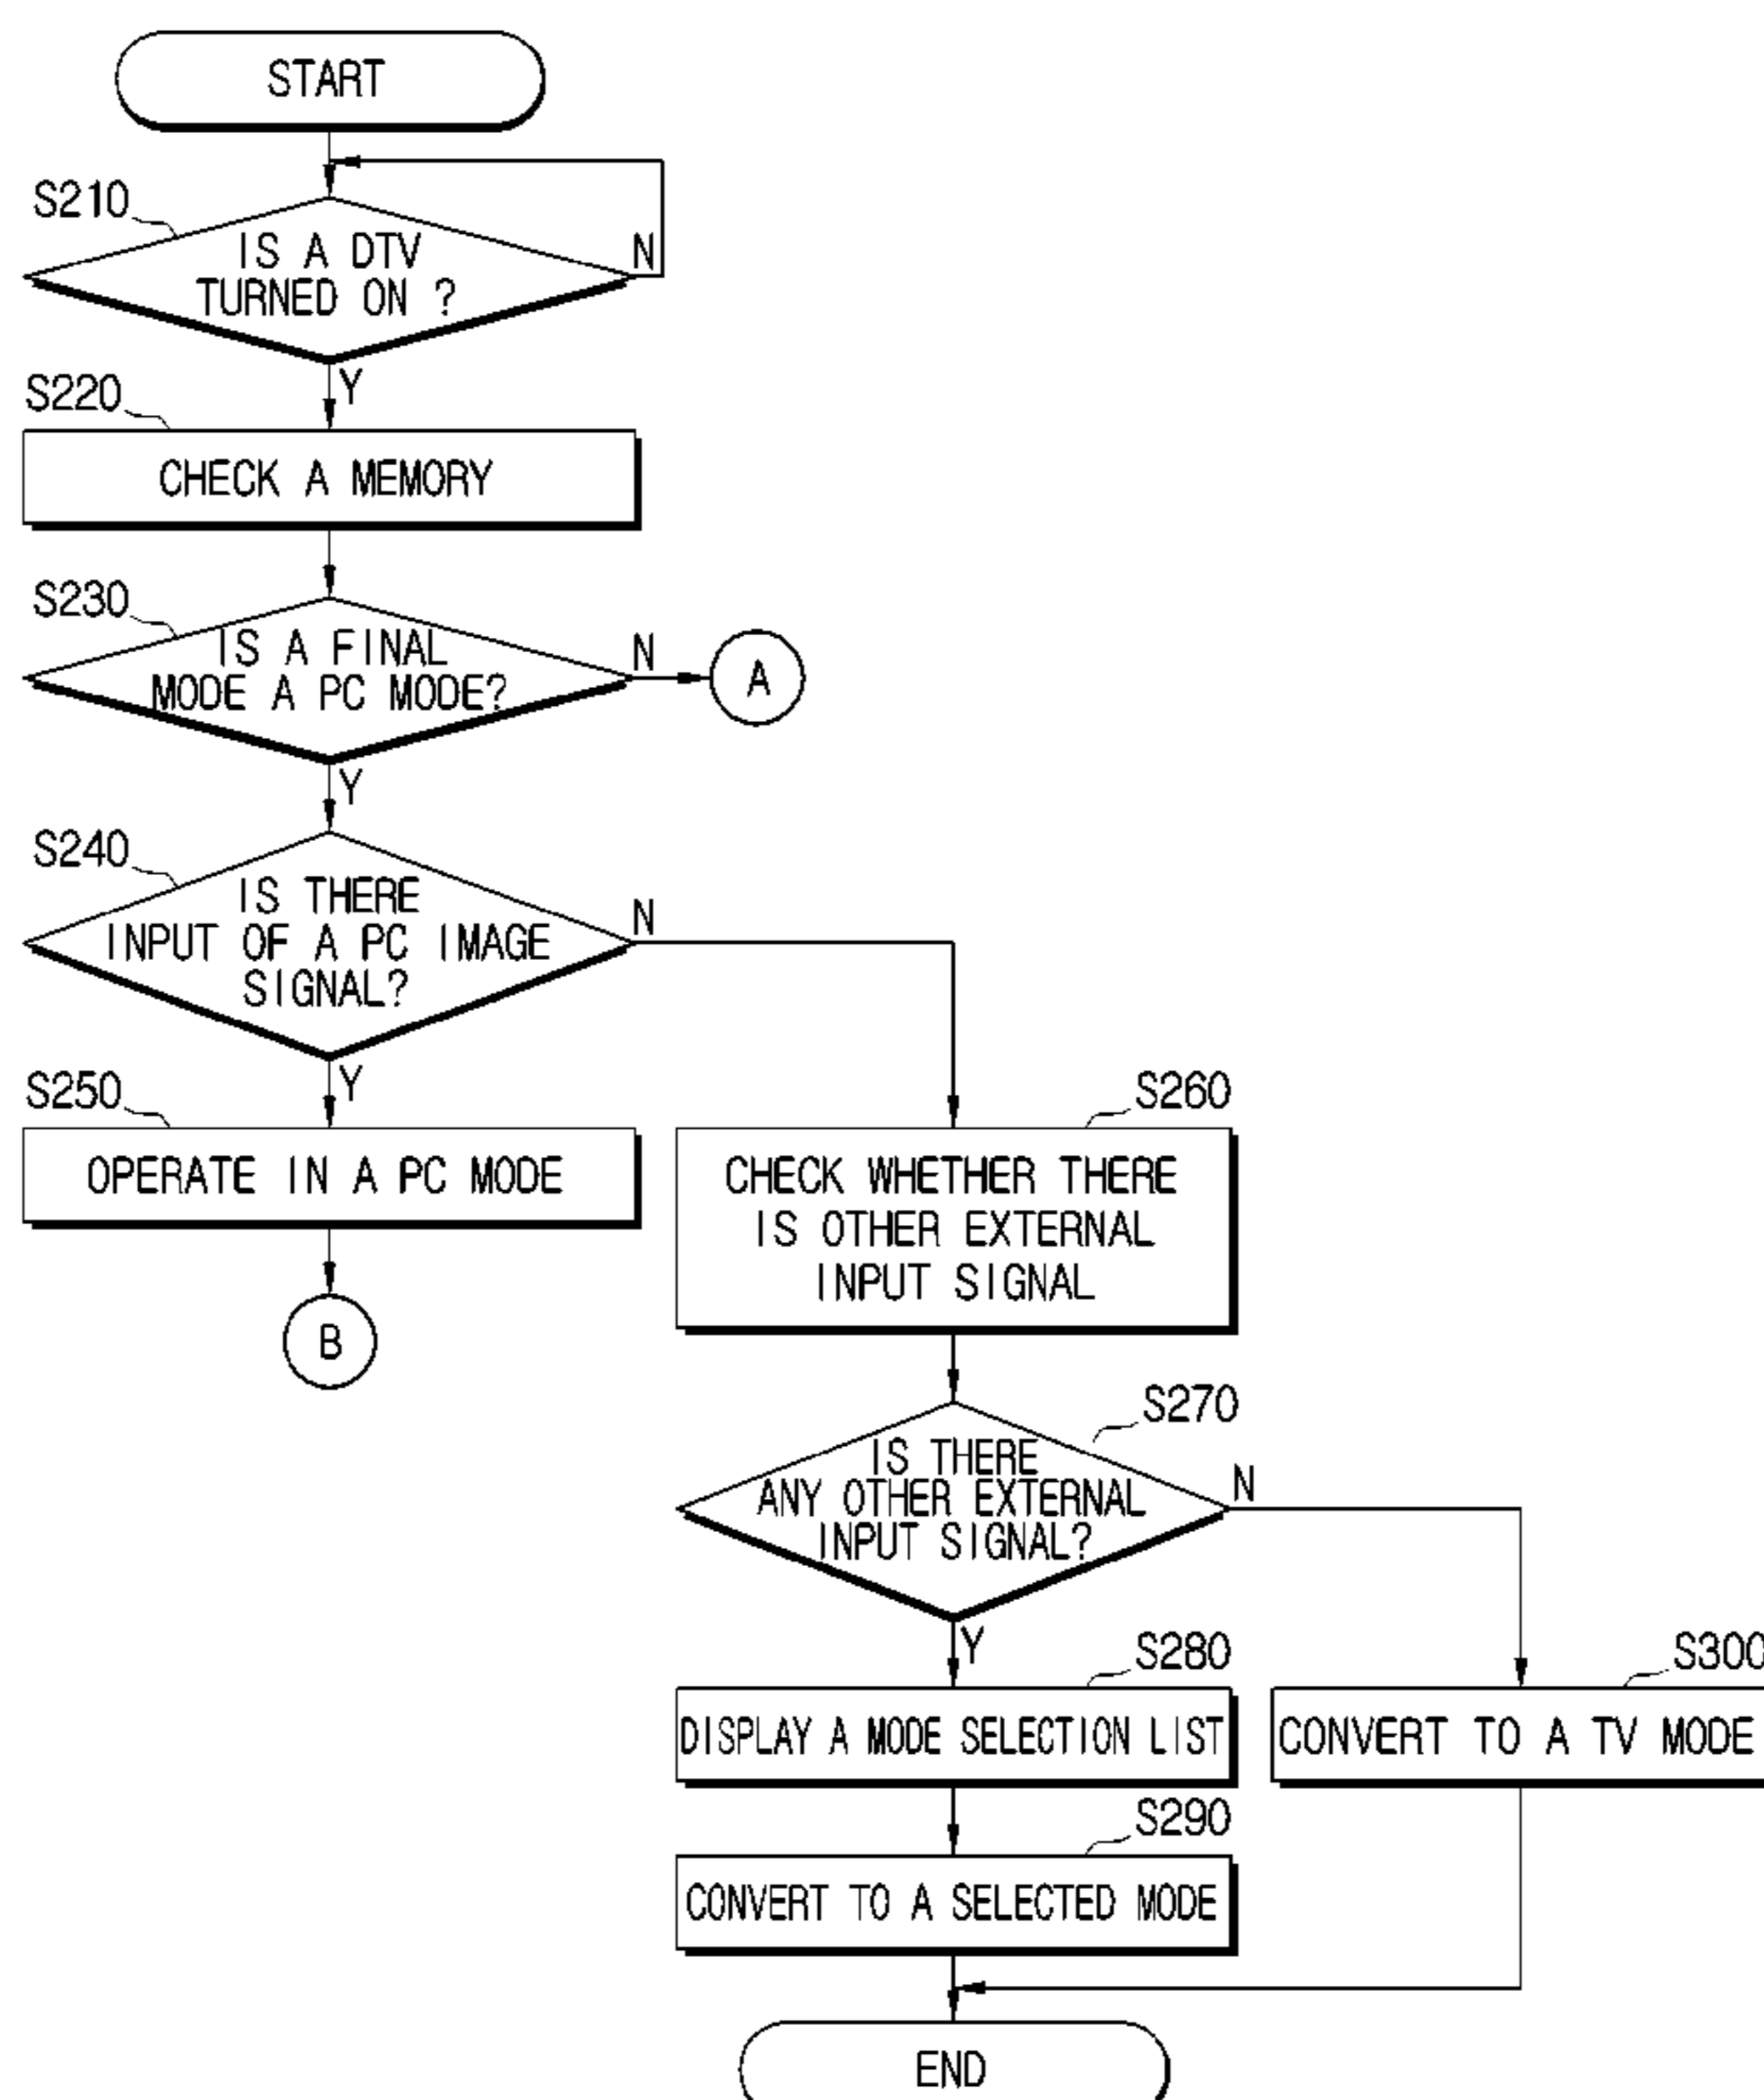 START
S210
IS A DTV
TURNED ON ?
N
Y
S220
CHECK A MEMORY
S230
IS A FINAL
MODE A PC MODE?
N
A
Y
S240
IS THERE
INPUT OF A PC IMAGE
SIGNAL?
N
Y
S250
OPERATE IN A PC MODE
B
S260
CHECK WHETHER THERE
IS OTHER EXTERNAL
INPUT SIGNAL
S270
IS THERE
ANY OTHER EXTERNAL
INPUT SIGNAL?
N
Y
S280
DISPLAY A MODE SELECTION LIST
S300
CONVERT TO A TV MODE
S290
CONVERT TO A SELECTED MODE
END